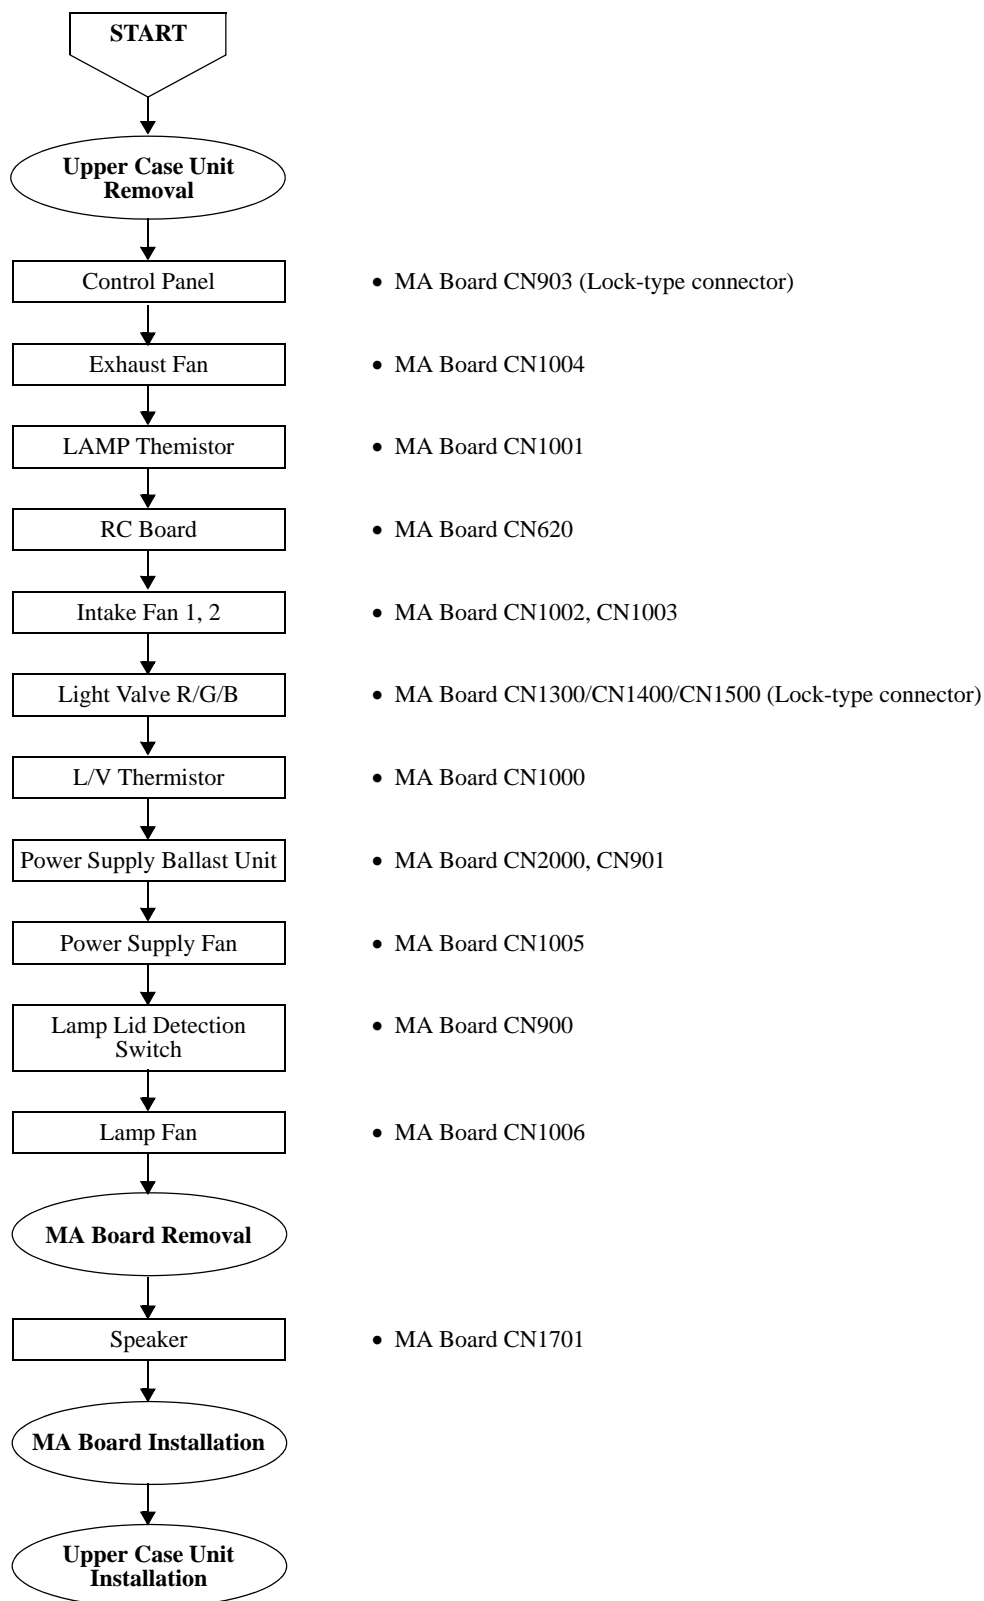 START
Upper Case Unit
Removal
Control Panel
• MA Board CN903 (Lock-type connector)
Exhaust Fan
• MA Board CN1004
LAMP Themistor
• MA Board CN1001
RC Board
• MA Board CN620
Intake Fan 1, 2
• MA Board CN1002, CN1003
Light Valve R/G/B
• MA Board CN1300/CN1400/CN1500 (Lock-type connector)
L/V Thermistor
• MA Board CN1000
Power Supply Ballast Unit
• MA Board CN2000, CN901
Power Supply Fan
• MA Board CN1005
Lamp Lid Detection
Switch
• MA Board CN900
Lamp Fan
• MA Board CN1006
MA Board Removal
Speaker
• MA Board CN1701
MA Board Installation
Upper Case Unit
Installation